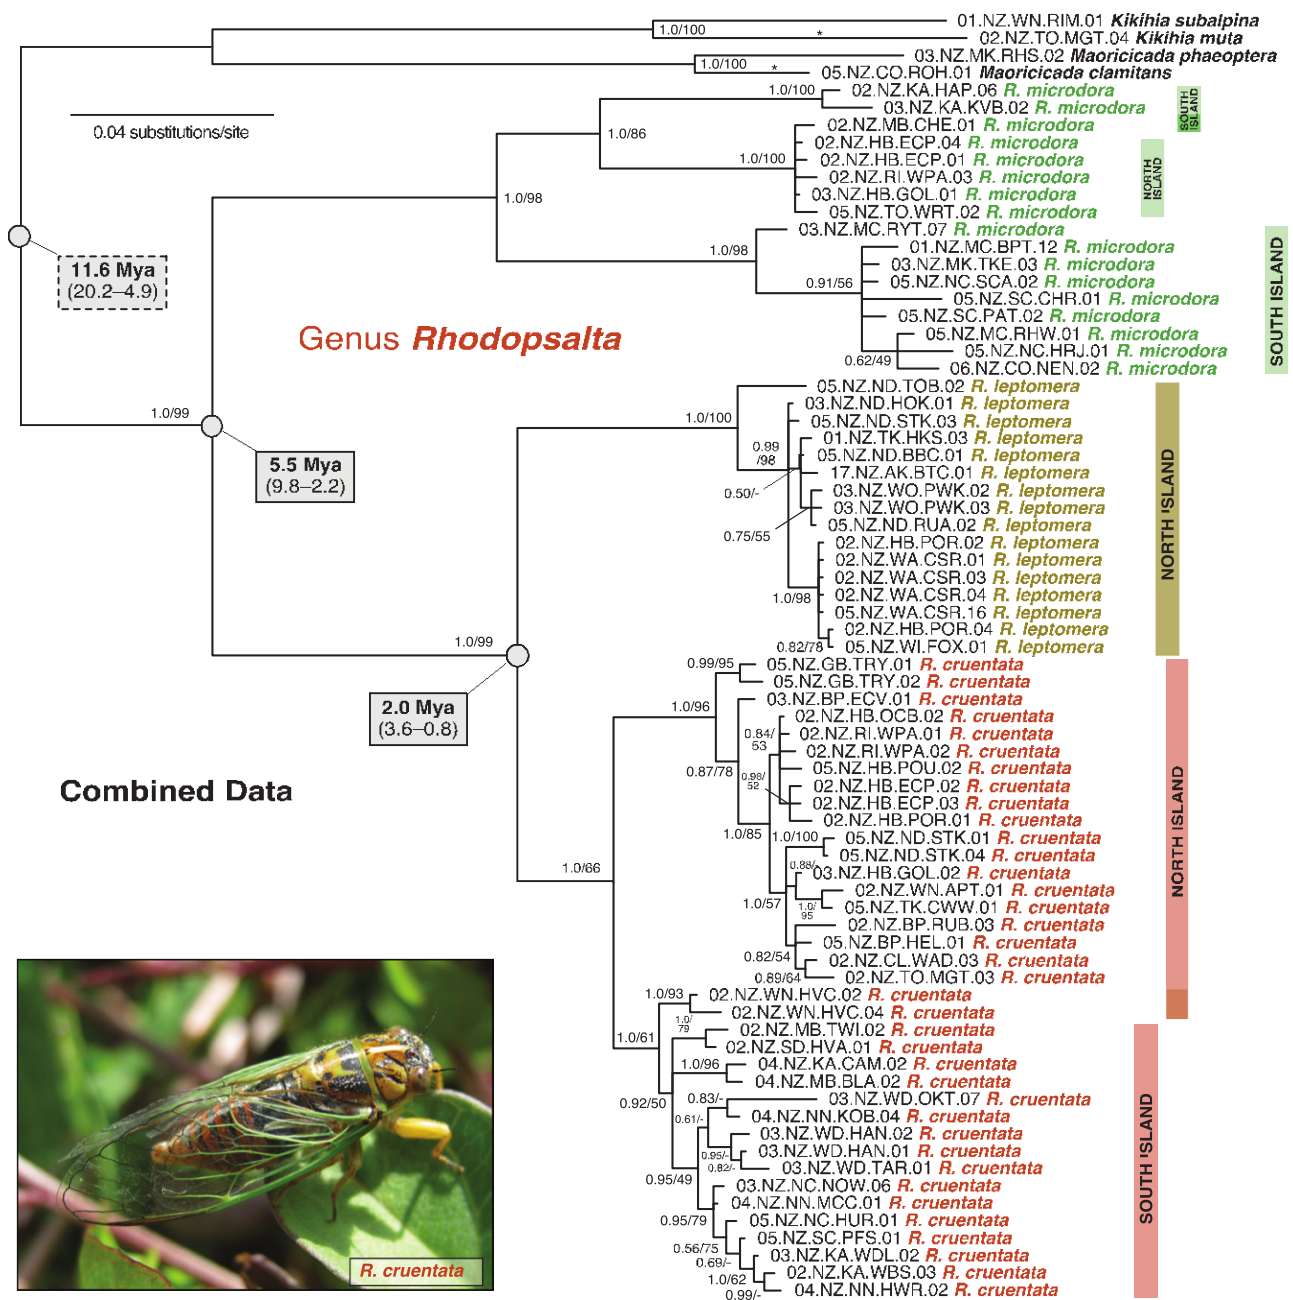 01.NZ.WN.RIM.01 Kikihia subalpina
1.0/100
*
02.NZ.TO.MGT.04 Kikihia muta
03.NZ.MK.RHS.02 Maoricicada phaeoptera
1.0/100
*
05.NZ.CO.ROH.01 Maoricicada clamitans
02.NZ.KA.HAP.06 R. microdora
1.0/100
03.NZ.KA.KVB.02 R. microdora
SOUTH
ISLAND
0.04 substitutions/site
1.0/86
02.NZ.MB.CHE.01 R. microdora
02.NZ.HB.ECP.04 R. microdora
1.0/100
02.NZ.HB.ECP.01 R. microdora
02.NZ.RI.WPA.03 R. microdora
03.NZ.HB.GOL.01 R. microdora
05.NZ.TO.WRT.02 R. microdora
NORTH
ISLAND
1.0/98
03.NZ.MC.RYT.07 R. microdora
1.0/98
01.NZ.MC.BPT.12 R. microdora
03.NZ.MK.TKE.03 R. microdora
0.91/56
05.NZ.NC.SCA.02 R. microdora
05.NZ.SC.CHR.01 R. microdora
05.NZ.SC.PAT.02 R. microdora
05.NZ.MC.RHW.01 R. microdora
05.NZ.NC.HRJ.01 R. microdora
0.62/49
06.NZ.CO.NEN.02 R. microdora
SOUTH ISLAND
11.6 Mya
(20.2–4.9)
Genus Rhodopsalta
1.0/99
5.5 Mya
(9.8–2.2)
05.NZ.ND.TOB.02 R. leptomera
03.NZ.ND.HOK.01 R. leptomera
1.0/100
05.NZ.ND.STK.03 R. leptomera
01.NZ.TK.HKS.03 R. leptomera
0.99
/98
05.NZ.ND.BBC.01 R. leptomera
17.NZ.AK.BTC.01 R. leptomera
0.50/-
03.NZ.WO.PWK.02 R. leptomera
03.NZ.WO.PWK.03 R. leptomera
05.NZ.ND.RUA.02 R. leptomera
0.75/55
02.NZ.HB.POR.02 R. leptomera
02.NZ.WA.CSR.01 R. leptomera
02.NZ.WA.CSR.03 R. leptomera
1.0/98
02.NZ.WA.CSR.04 R. leptomera
05.NZ.WA.CSR.16 R. leptomera
02.NZ.HB.POR.04 R. leptomera
0.82/78
05.NZ.WI.FOX.01 R. leptomera
NORTH ISLAND
1.0/99
2.0 Mya
(3.6–0.8)
Combined Data
0.99/95
05.NZ.GB.TRY.01 R. cruentata
05.NZ.GB.TRY.02 R. cruentata
1.0/96
03.NZ.BP.ECV.01 R. cruentata
02.NZ.HB.OCB.02 R. cruentata
0.84/
53
02.NZ.RI.WPA.01 R. cruentata
02.NZ.RI.WPA.02 R. cruentata
0.87/78
05.NZ.HB.POU.02 R. cruentata
0.98/
52
02.NZ.HB.ECP.02 R. cruentata
02.NZ.HB.ECP.03 R. cruentata
02.NZ.HB.POR.01 R. cruentata
1.0/85
1.0/100
05.NZ.ND.STK.01 R. cruentata
05.NZ.ND.STK.04 R. cruentata
0.88/-
03.NZ.HB.GOL.02 R. cruentata
02.NZ.WN.APT.01 R. cruentata
1.0/57
1.0/
95
05.NZ.TK.CWW.01 R. cruentata
02.NZ.BP.RUB.03 R. cruentata
05.NZ.BP.HEL.01 R. cruentata
0.82/54
02.NZ.CL.WAD.03 R. cruentata
0.89/64
02.NZ.TO.MGT.03 R. cruentata
NORTH ISLAND
1.0/66
1.0/93
02.NZ.WN.HVC.02 R. cruentata
02.NZ.WN.HVC.04 R. cruentata
1.0/61
1.0/
79
02.NZ.MB.TWI.02 R. cruentata
02.NZ.SD.HVA.01 R. cruentata
1.0/96
04.NZ.KA.CAM.02 R. cruentata
04.NZ.MB.BLA.02 R. cruentata
0.92/50
0.83/-
03.NZ.WD.OKT.07 R. cruentata
0.61/-
04.NZ.NN.KOB.04 R. cruentata
03.NZ.WD.HAN.02 R. cruentata
0.95/-
03.NZ.WD.HAN.01 R. cruentata
0.82/-
03.NZ.WD.TAR.01 R. cruentata
0.95/49
03.NZ.NC.NOW.06 R. cruentata
04.NZ.NN.MCC.01 R. cruentata
0.95/79
05.NZ.NC.HUR.01 R. cruentata
05.NZ.SC.PFS.01 R. cruentata
0.56/75
03.NZ.KA.WDL.02 R. cruentata
0.69/-
02.NZ.KA.WBS.03 R. cruentata
1.0/62
04.NZ.NN.HWR.02 R. cruentata
0.99/-
SOUTH ISLAND
R. cruentata